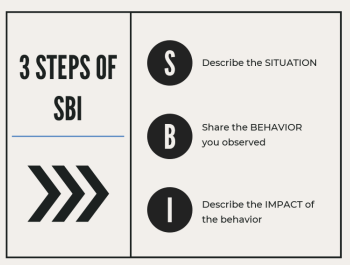 3 STEPS OF
SBI
S
Describe the SITUATION
B
Share the BEHAVIOR
you observed
I
Describe the IMPACT of
the behavior